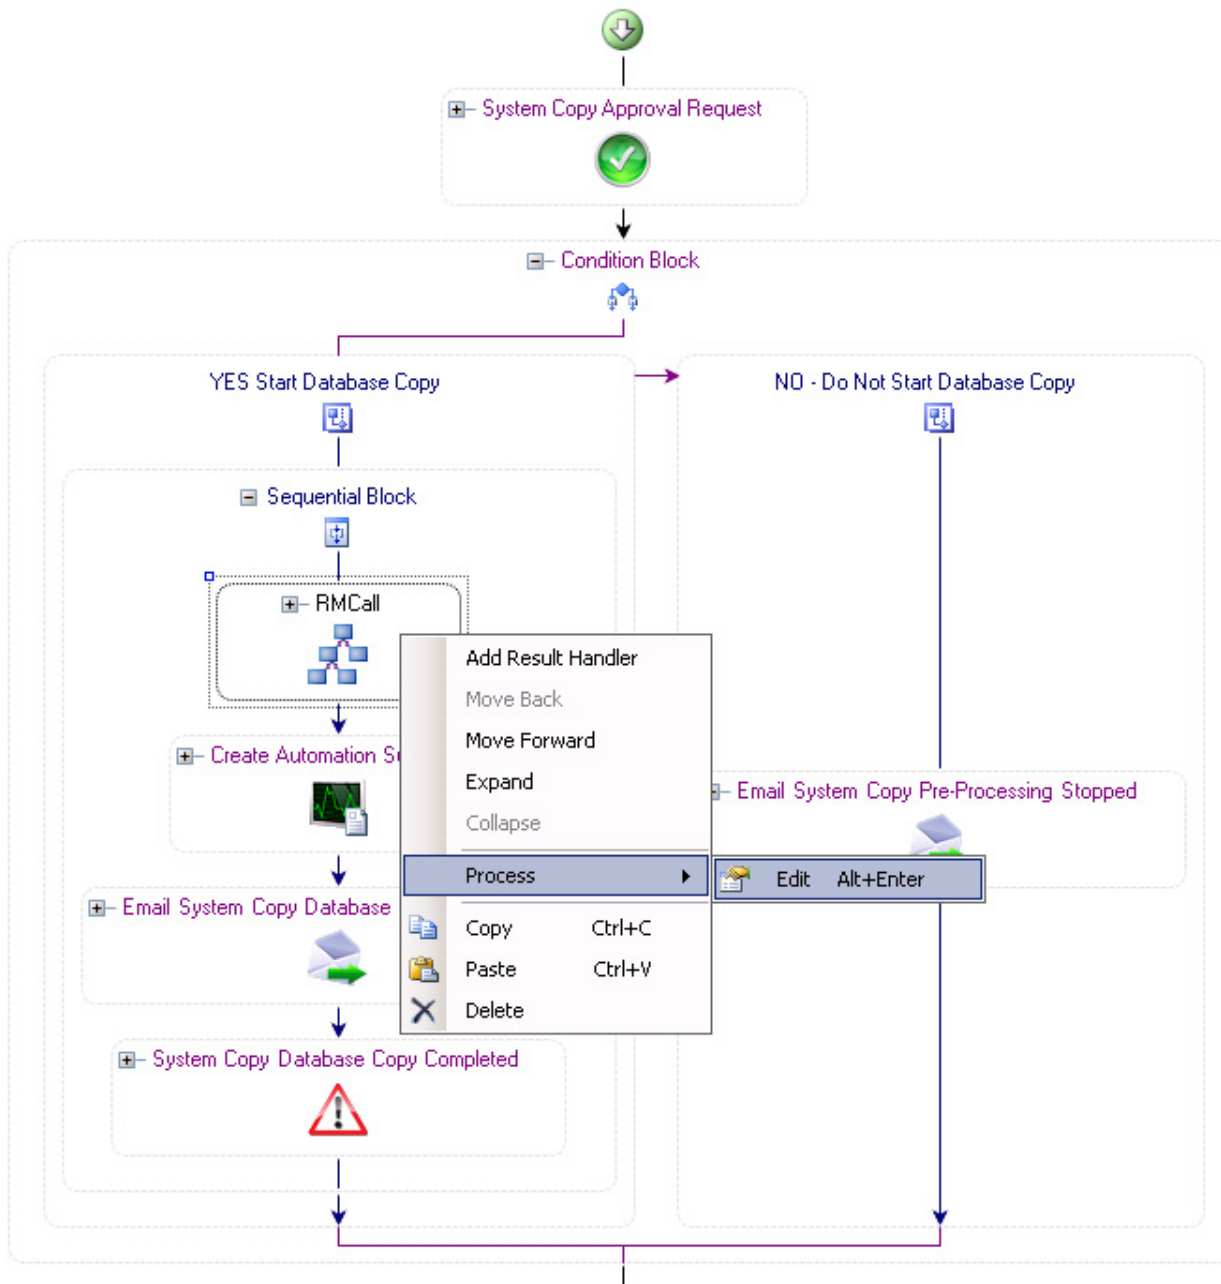 System Copy Approval Request
Condition Block
YES Start Database Copy
NO - Do Not Start Database Copy
Sequential Block
RMCall
Add Result Handler
Move Back
Move Forward
Create Automation
Expand
Email System Copy Pre-Processing Stopped
Collapse
Process
Edit Alt+Enter
Email System Copy Database
Copy Ctrl+C
Paste Ctrl+V
Delete
System Copy Database Copy Completed